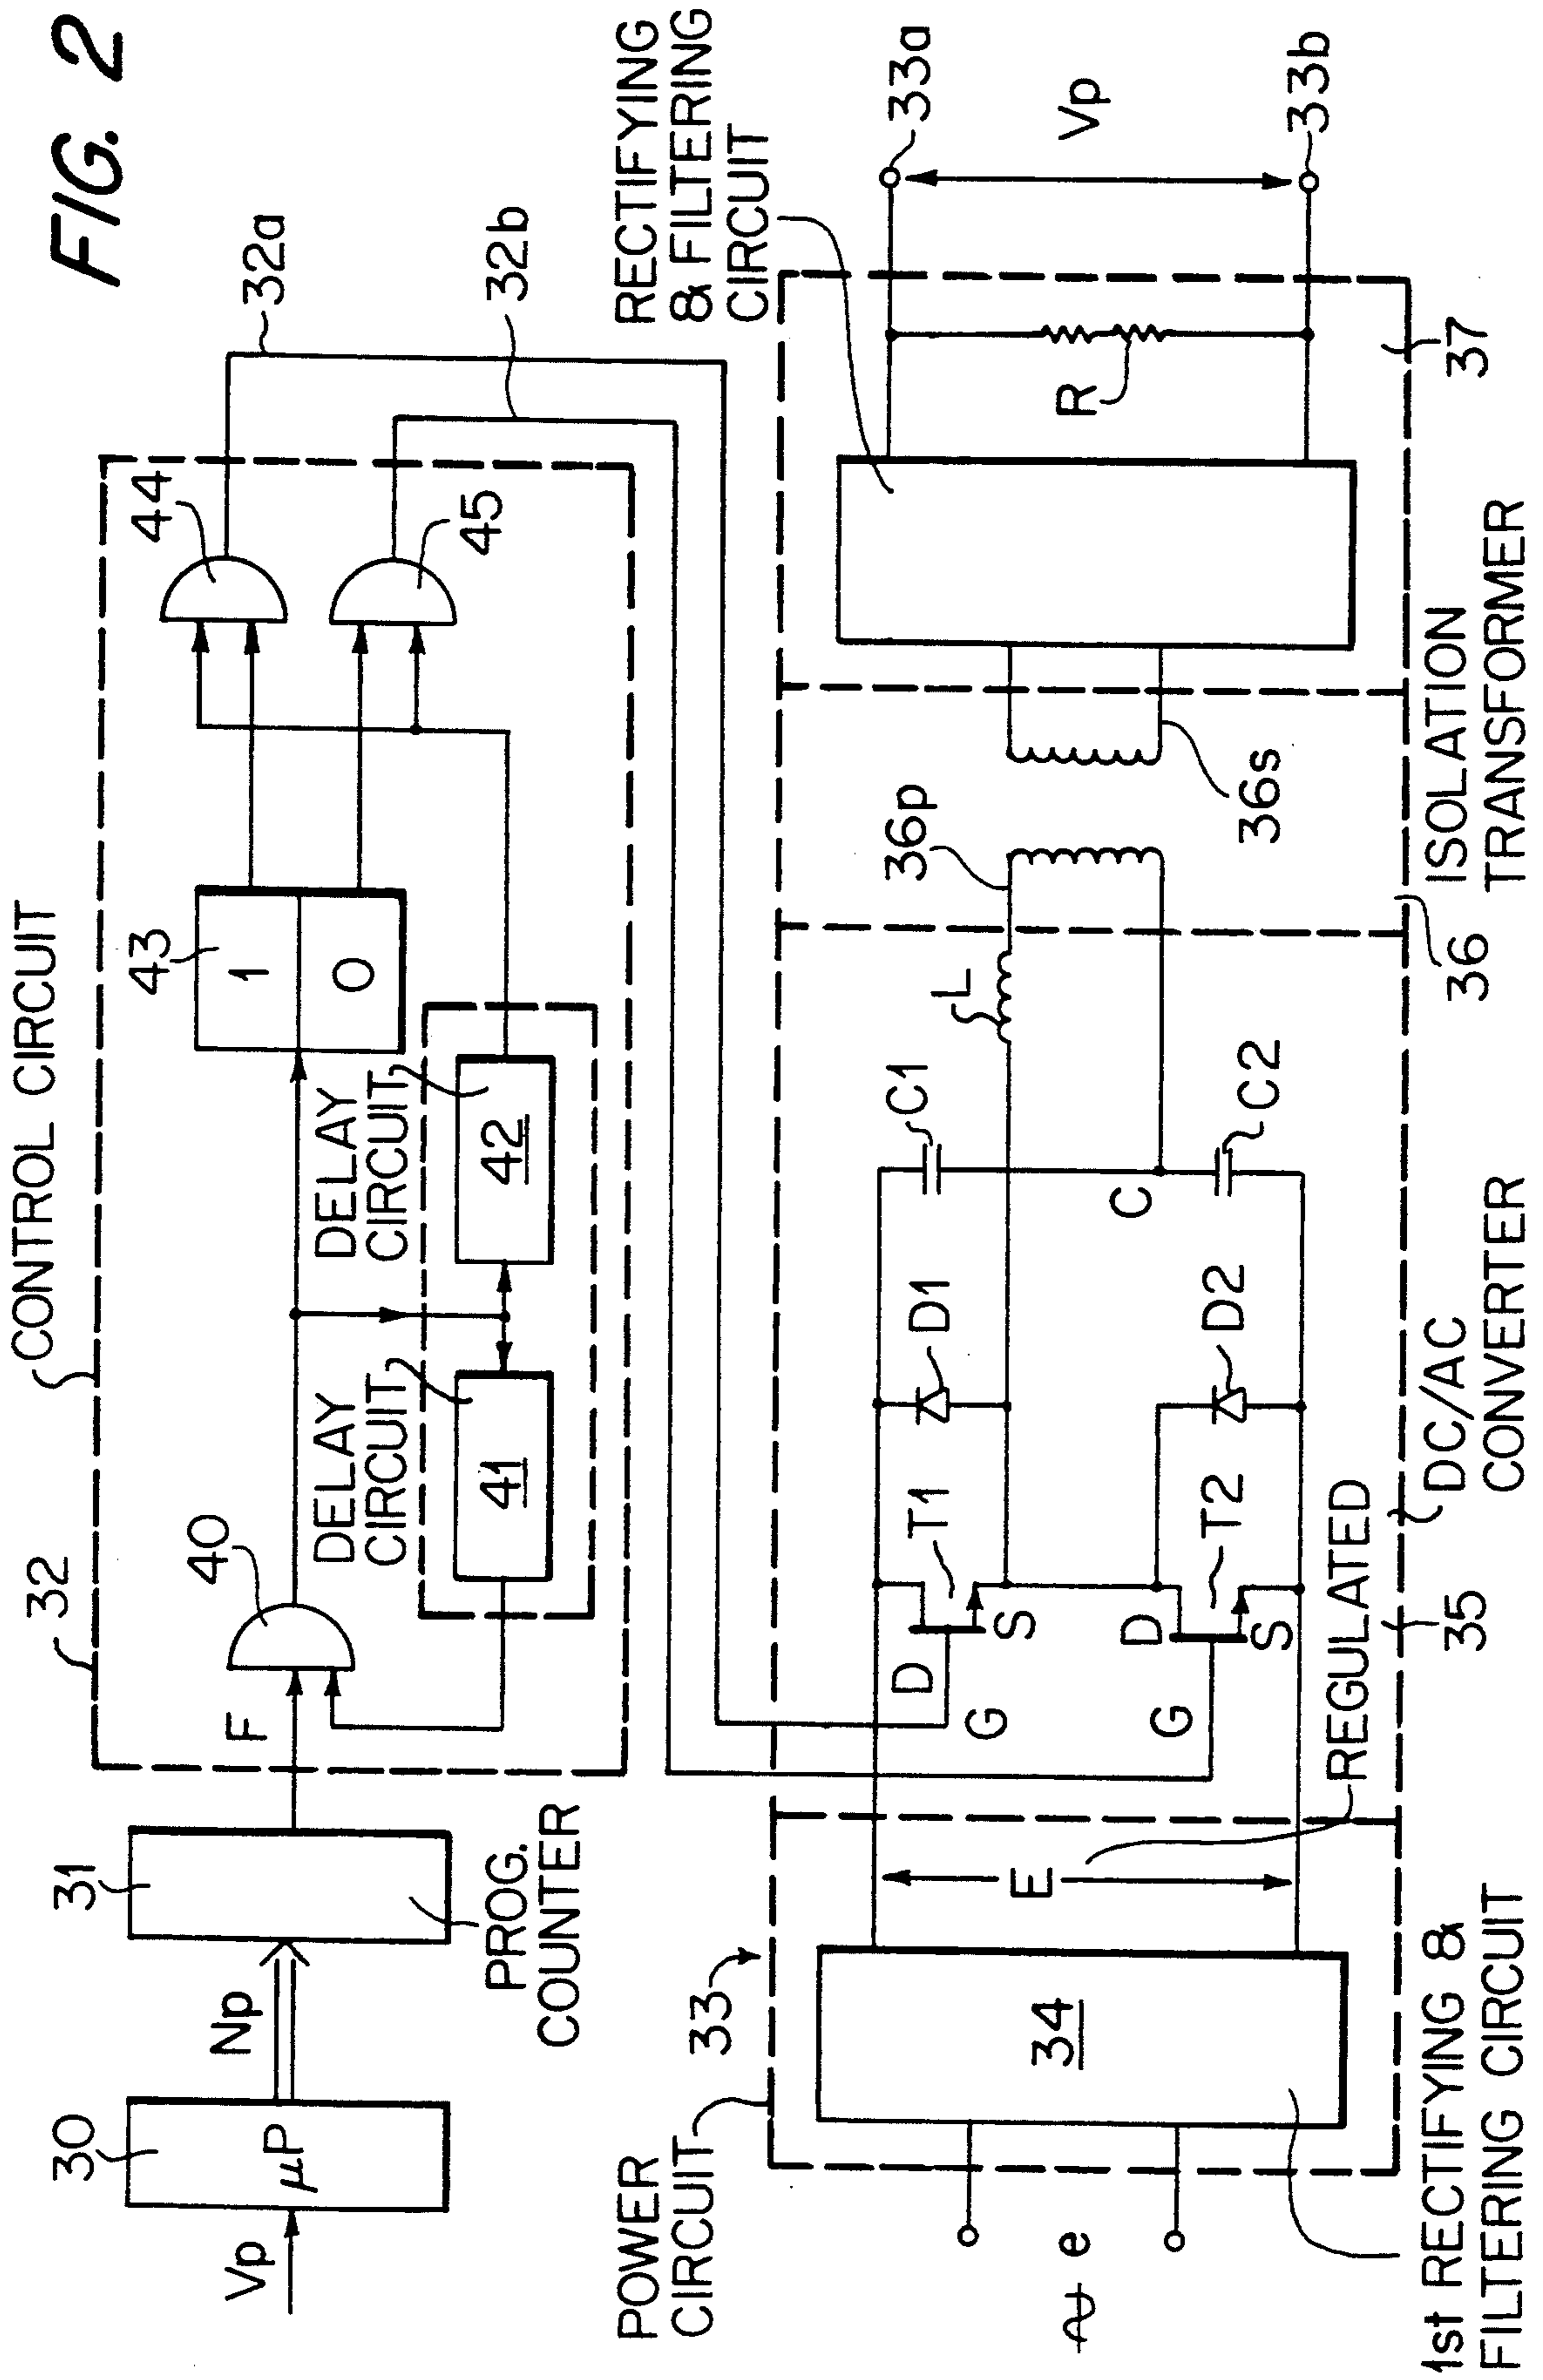 FIG. 2
32
CONTROL CIRCUIT
30
31
40
43
44
32a
Vp
μP
Np
F
1
0
45
32b
PROG.
COUNTER
DELAY
CIRCUIT
41
DELAY
CIRCUIT
42
POWER
CIRCUIT
33
RECTIFYING
& FILTERING
CIRCUIT
33a
D
T1
D1
C1
L
36p
G
S
34
E
e
R
Vp
D
C
G
T2
D2
C2
36s
S
33b
REGULATED
35
DC/AC
CONVERTER
36
ISOLATION
TRANSFORMER
37
1st RECTIFYING &
FILTERING CIRCUIT